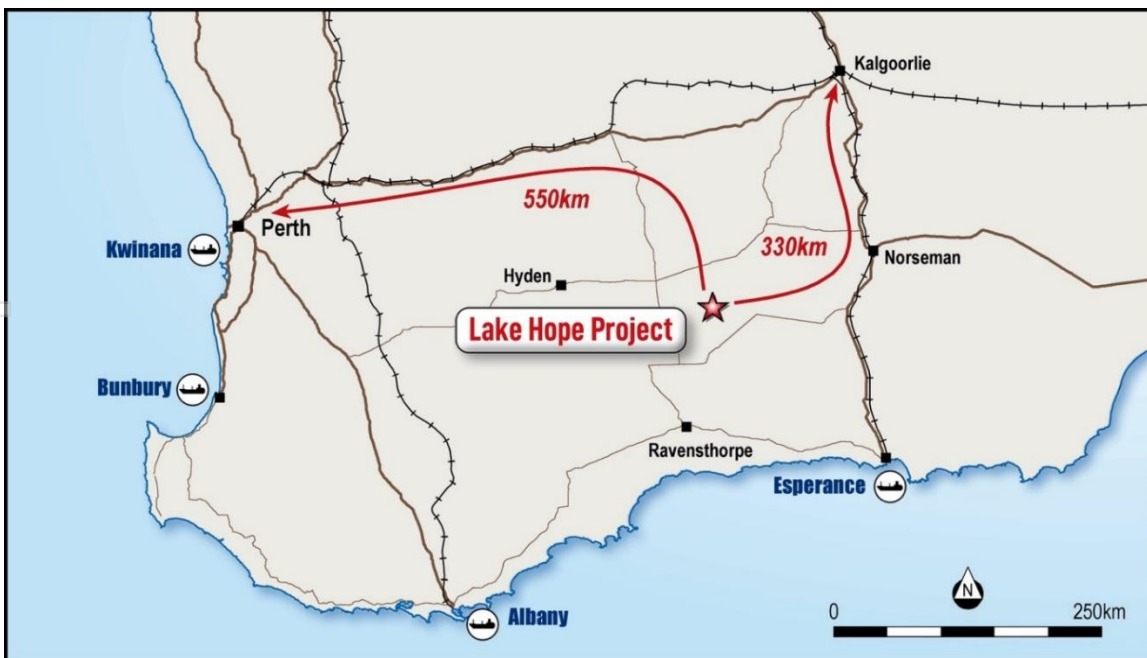 Kalgoorlie
550km
Perth
Kwinana
330km
Norseman
Hyden
Lake Hope Project
Bunbury
Ravensthorpe
Esperance
Albany
N
0 250km